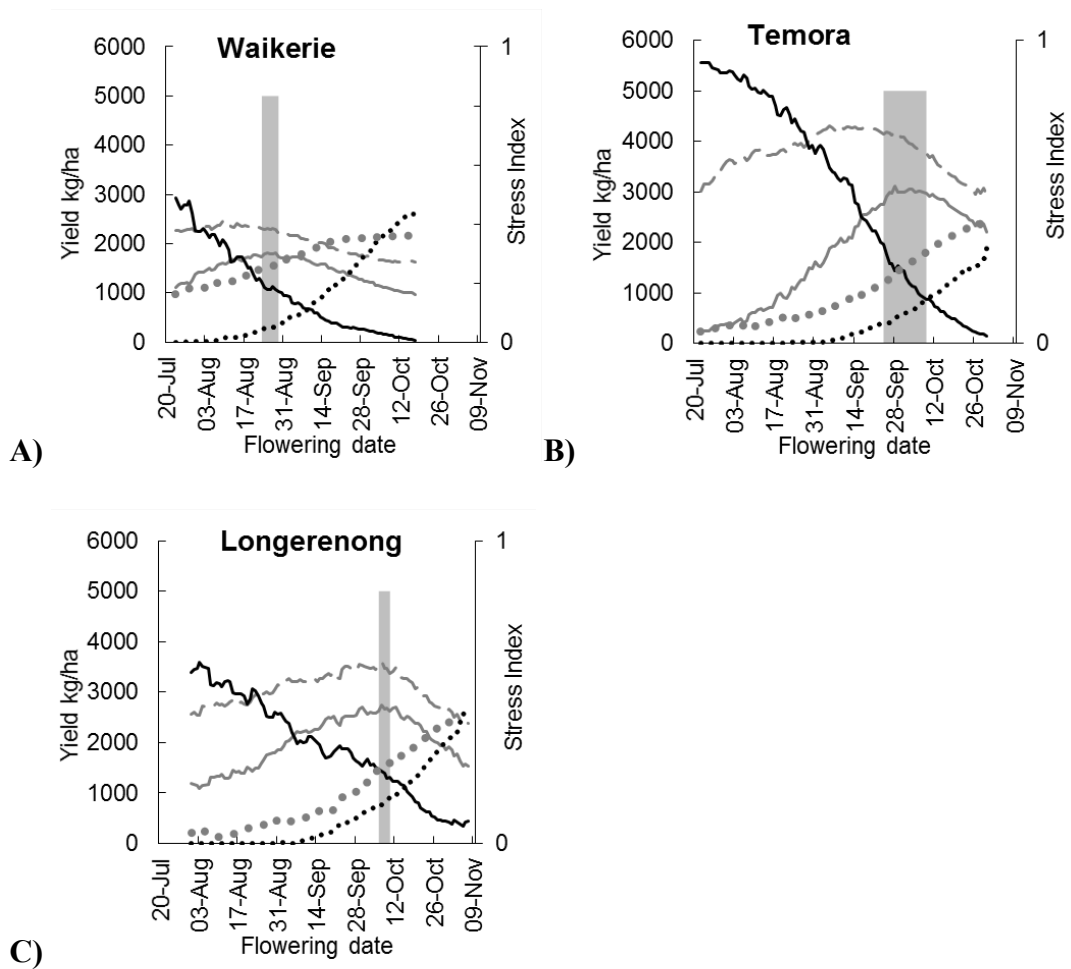 Waikerie
6000
5000
4000
3000
2000
1000
0
Yield kg/ha
1
0
Stress Index
20-Jul
03-Aug
17-Aug
31-Aug
14-Sep
28-Sep
12-Oct
26-Oct
09-Nov
Flowering date
A)
Temora
6000
5000
4000
3000
2000
1000
0
Yield kg/ha
1
0
Stress Index
20-Jul
03-Aug
17-Aug
31-Aug
14-Sep
28-Sep
12-Oct
26-Oct
09-Nov
Flowering date
B)
Longerenong
6000
5000
4000
3000
2000
1000
0
Yield kg/ha
1
0
Stress Index
20-Jul
03-Aug
17-Aug
31-Aug
14-Sep
28-Sep
12-Oct
26-Oct
09-Nov
Flowering date
C)